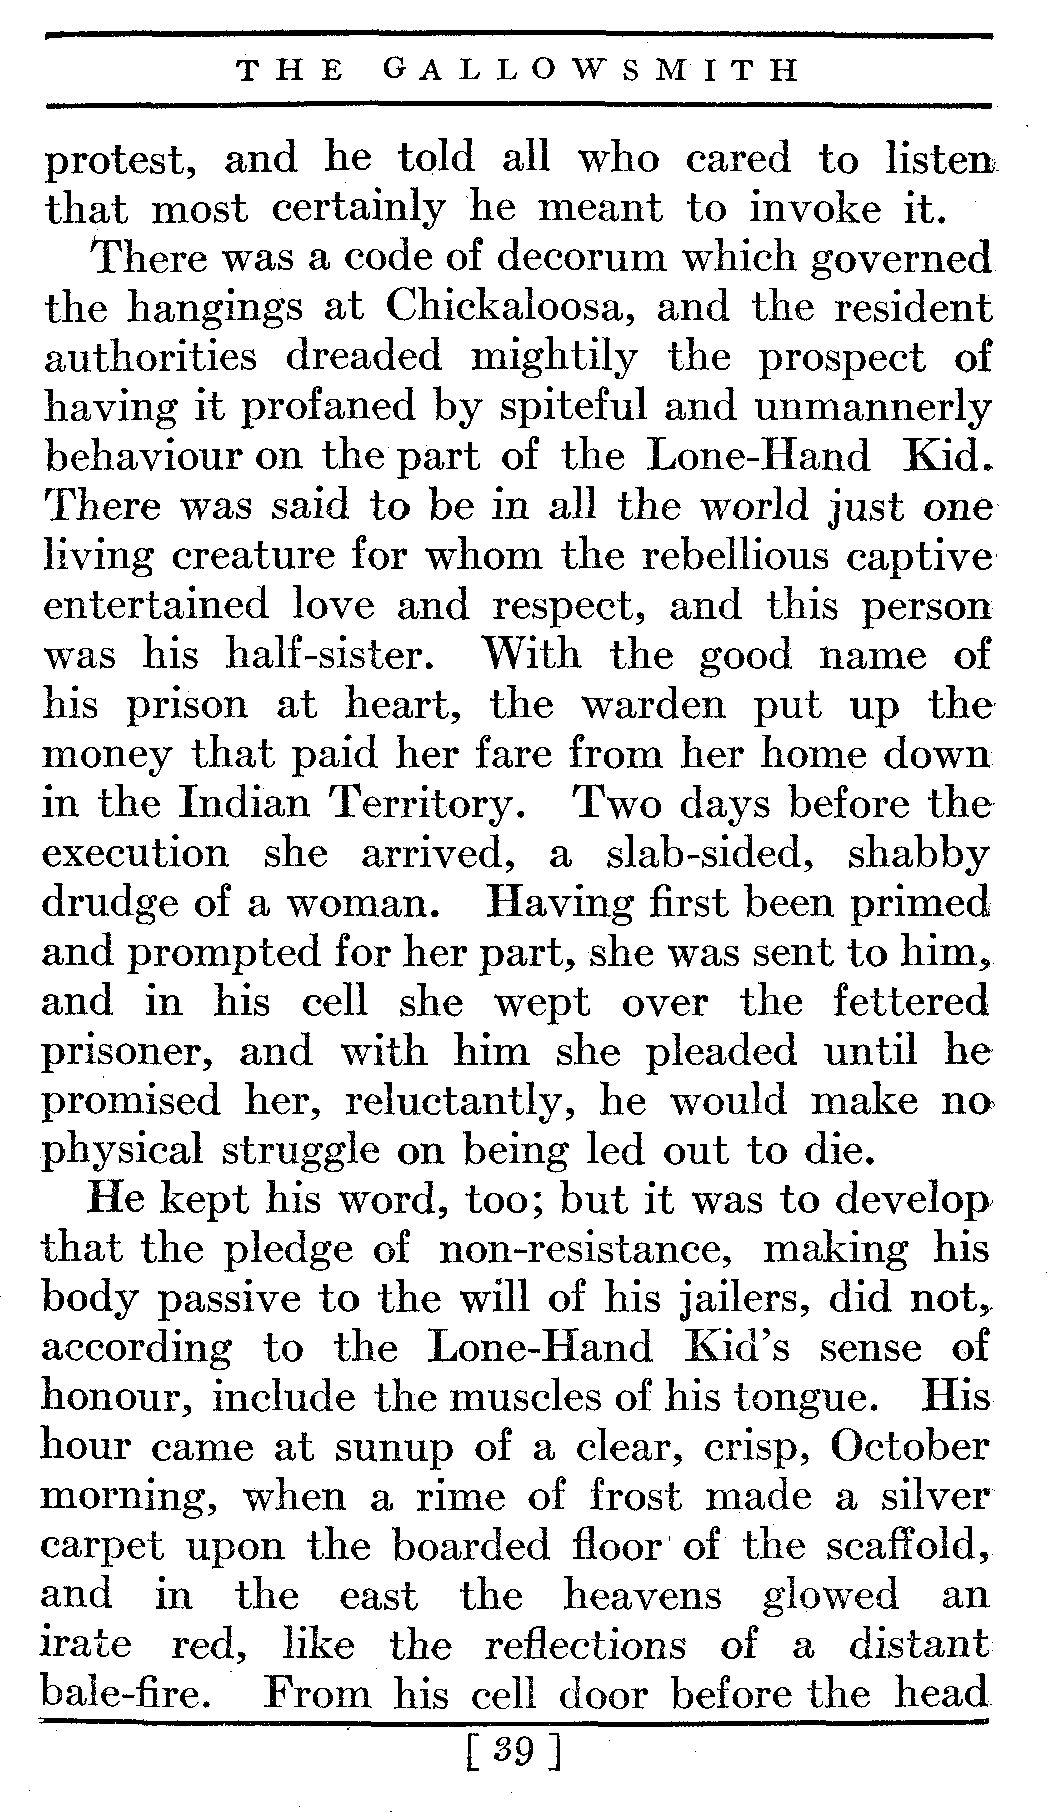 THE GALLOWSMITH
protest, and he told all who cared to listen
that most certainly he meant to invoke it.
There was a code of decorum which governed
the hangings at Chickaloosa, and the resident
authorities dreaded mightily the prospect of
having it profaned by spiteful and unmannerly
behaviour on the part of the Lone-Hand Kid.
There was said to be in all the world just one
living creature for whom the rebellious captive
entertained love and respect, and this person
was his half-sister. With the good name of
his prison at heart, the warden put up the
money that paid her fare from her home down
in the Indian Territory. Two days before the
execution she arrived, a slab-sided, shabby
drudge of a woman. Having first been primed
and prompted for her part, she was sent to him,
and in his cell she wept over the fettered
prisoner, and with him she pleaded until he
promised her, reluctantly, he would make no
physical struggle on being led out to die.
He kept his word, too; but it was to develop
that the pledge of non-resistance, making his
body passive to the will of his jailers, did not,
according to the Lone-Hand Kid's sense of
honour, include the muscles of his tongue. His
hour came at sunup of a clear, crisp, October
morning, when a rime of frost made a silver
carpet upon the boarded floor of the scaffold,
and in the east the heavens glowed an
irate red, like the reflections of a distant
bale-fire. From his cell door before the head
[ 39 ]